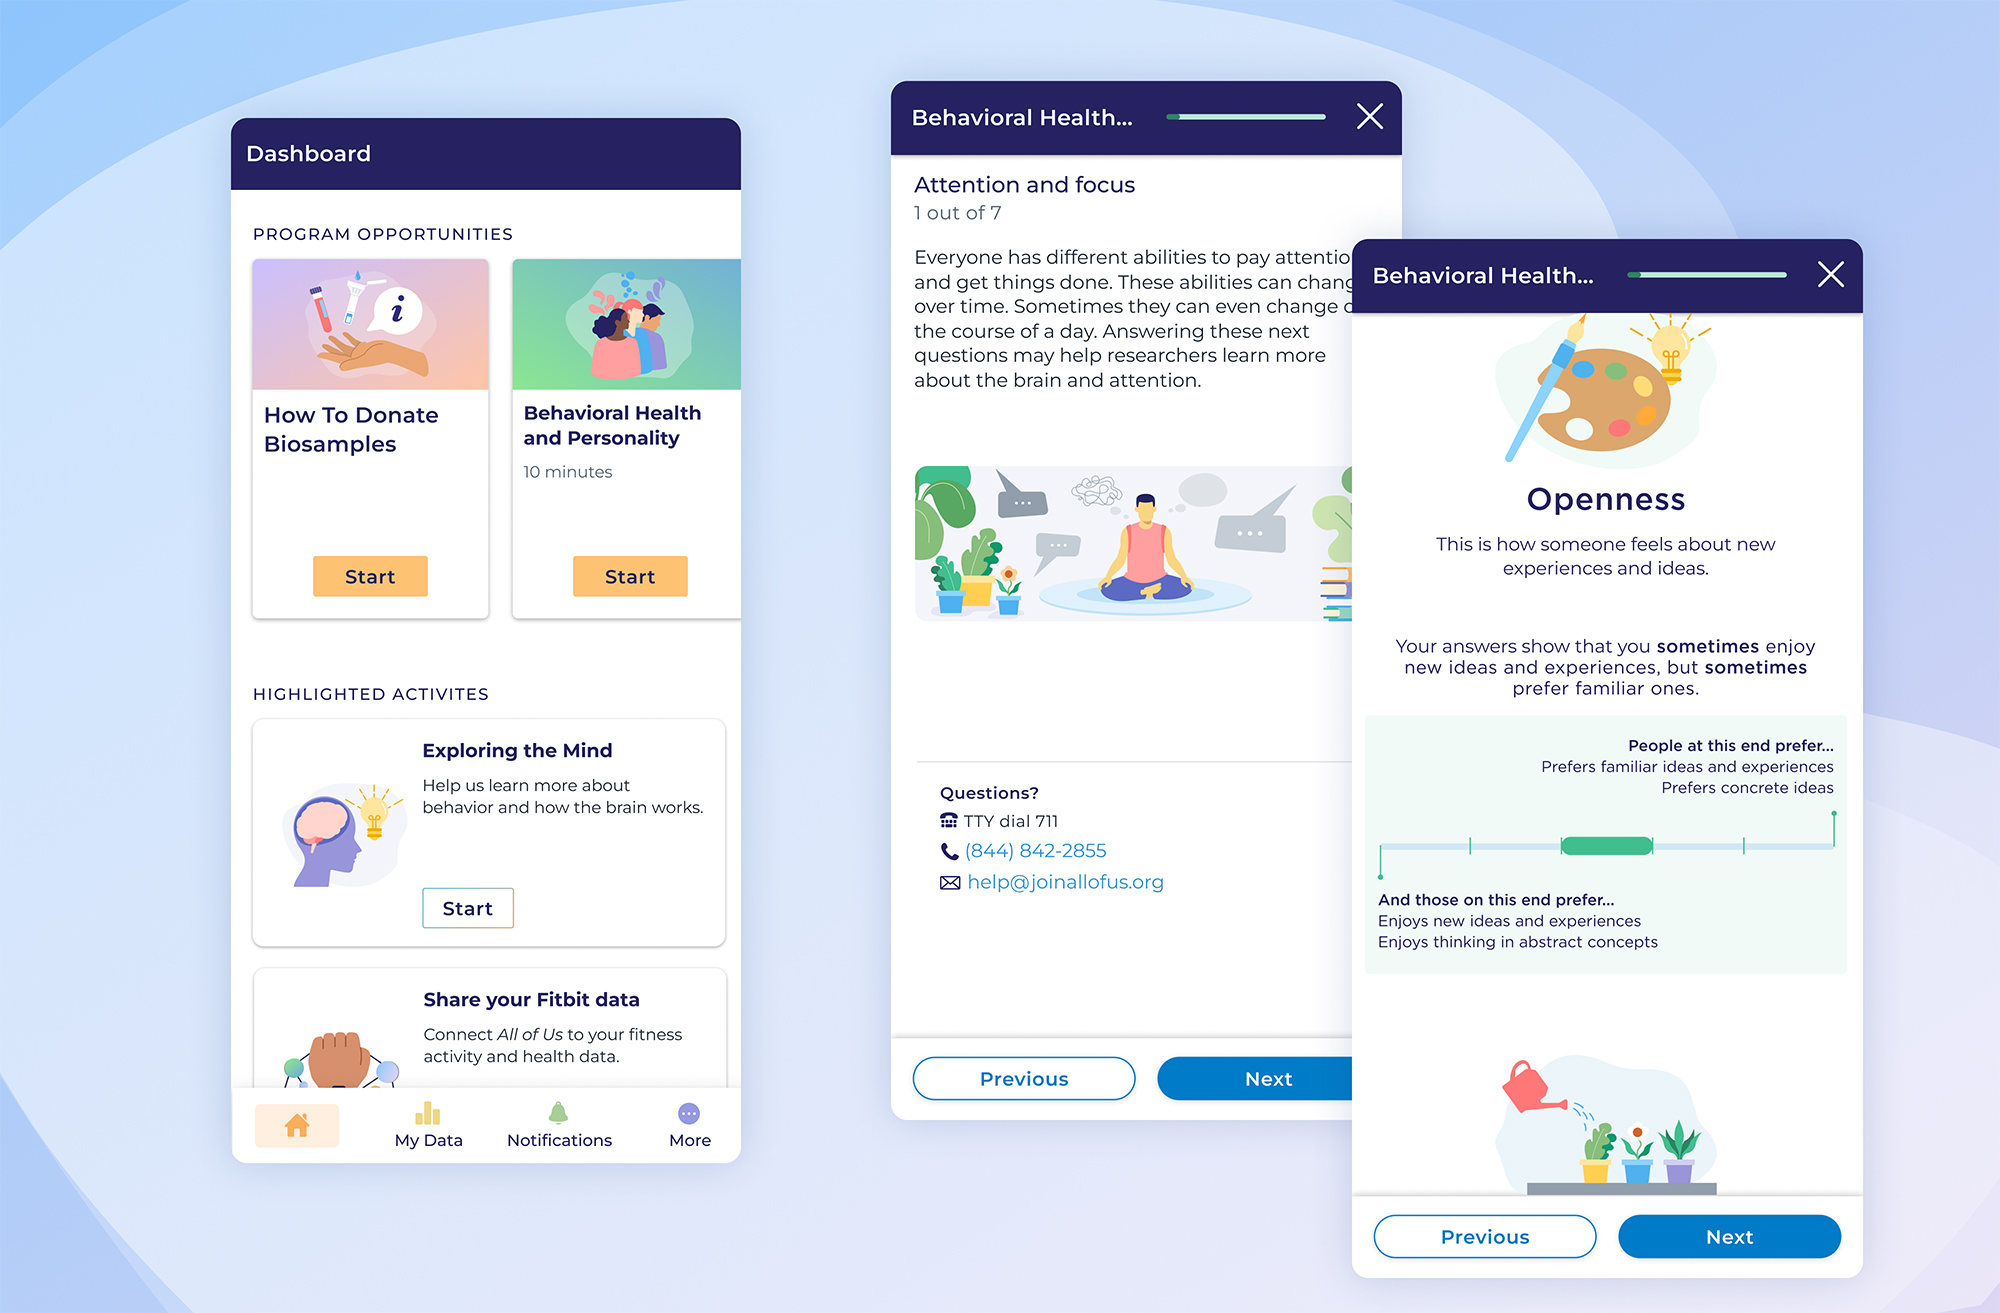 Dashboard
PROGRAM OPPORTUNITIES
How To Donate
Biosamples
Start
Behavioral Health
and Personality
10 minutes
Start
HIGHLIGHTED ACTIVITES
Exploring the Mind
Help us learn more about
behavior and how the brain works.
Start
Share your Fitbit data
Connect All of Us to your fitness
activity and health data.
My Data
Notifications
More
Behavioral Health...
Attention and focus
1 out of 7
Everyone has different abilities to pay attentio
and get things done. These abilities can chang
over time. Sometimes they can even change
the course of a day. Answering these next
questions may help researchers learn more
about the brain and attention.
Questions?
TTY dial 711
(844) 842-2855
help@joinallofus.org
Previous
Next
Behavioral Health...
Openness
This is how someone feels about new
experiences and ideas.
Your answers show that you sometimes enjoy
new ideas and experiences, but sometimes
prefer familiar ones.
People at this end prefer...
Prefers familiar ideas and experiences
Prefers concrete ideas
And those on this end prefer...
Enjoys new ideas and experiences
Enjoys thinking in abstract concepts
Previous
Next